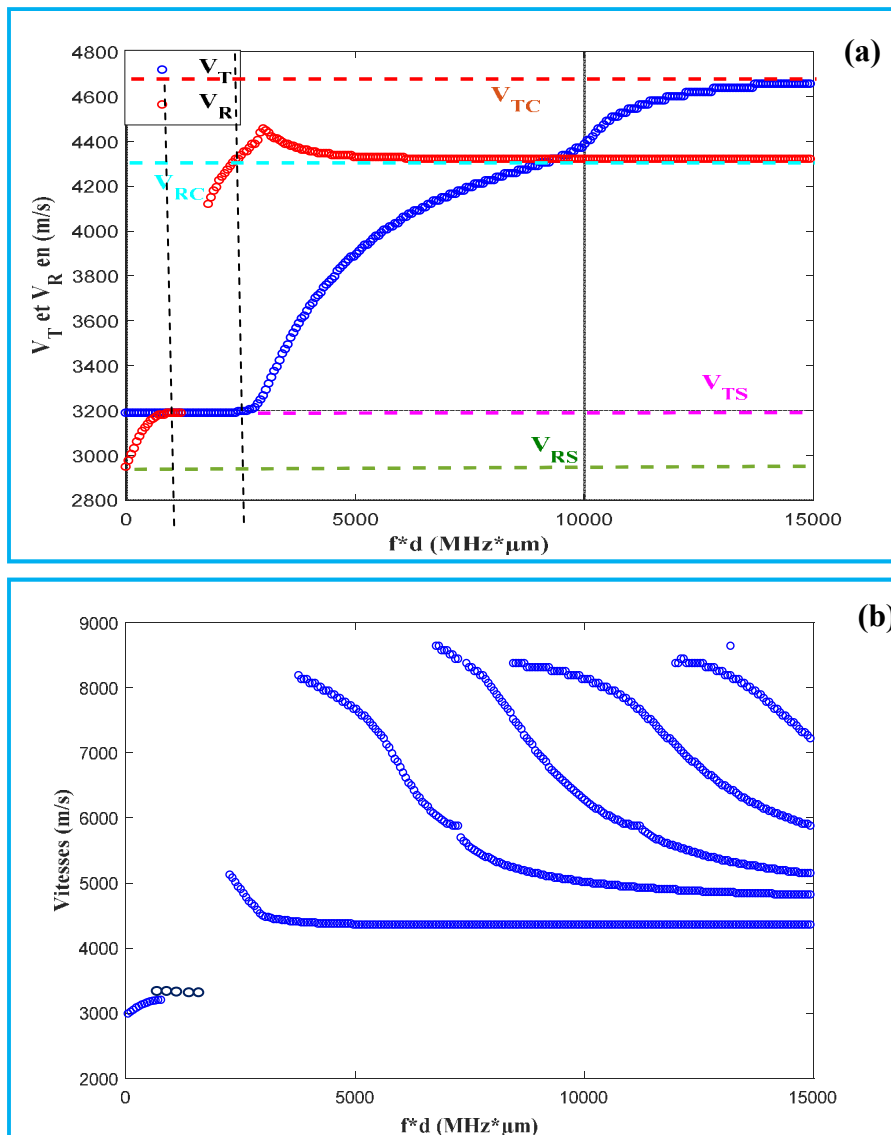 (a)
V_T et V_R en (m/s)
4800
4600
4400
4200
4000
3800
3600
3400
3200
3000
2800
V_T
V_R
V_TC
V_RC
V_TS
V_RS
0 5000 10000 15000
f*d (MHz*μm)
(b)
Vitesses (m/s)
9000
8000
7000
6000
5000
4000
3000
2000
0 5000 10000 15000
f*d (MHz*μm)